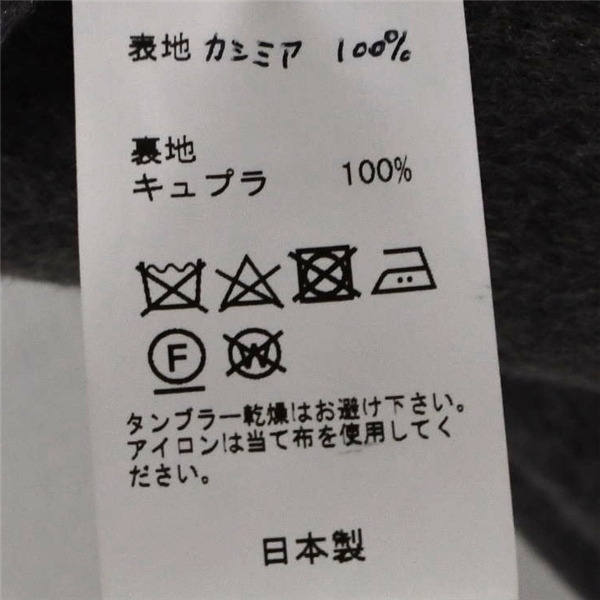 表地 カシミア 100%
裏地
キュプラ 100%
F W
タンブラー乾燥はお避け下さい。
アイロンは当て布を使用してく
ださい。
日本製